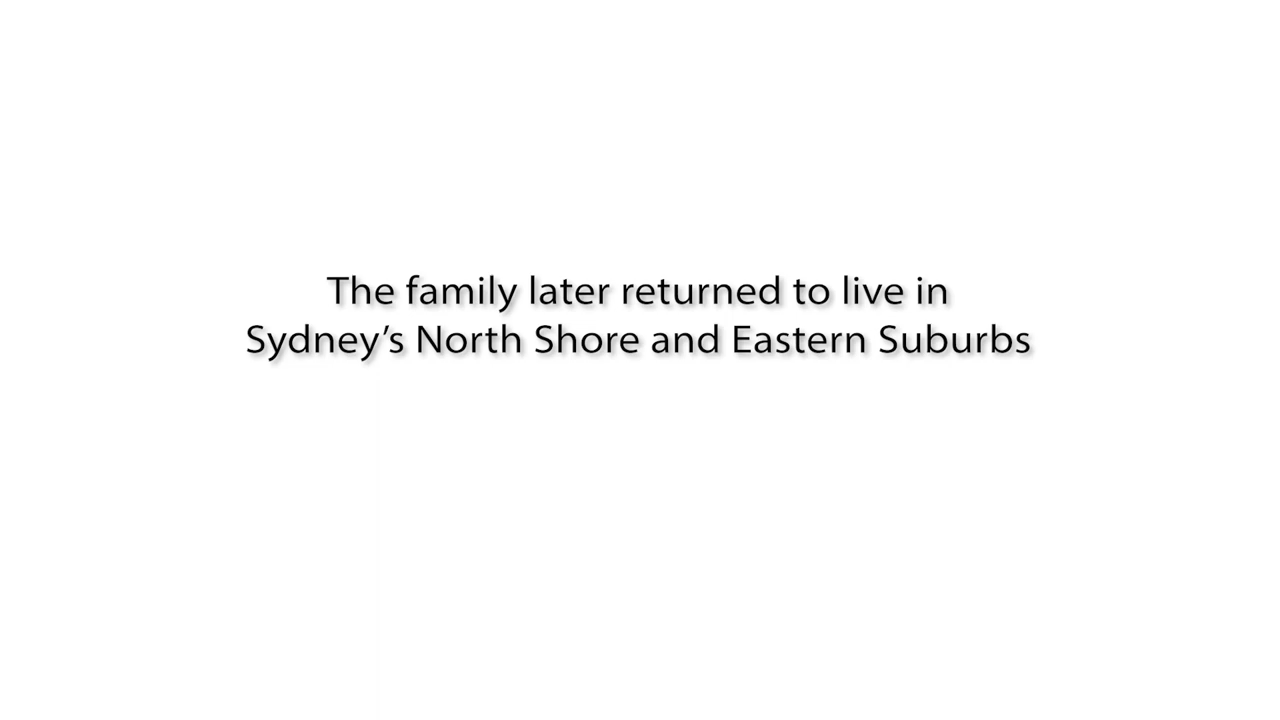 The family later returned to live in
Sydney’s North Shore and Eastern Suburbs